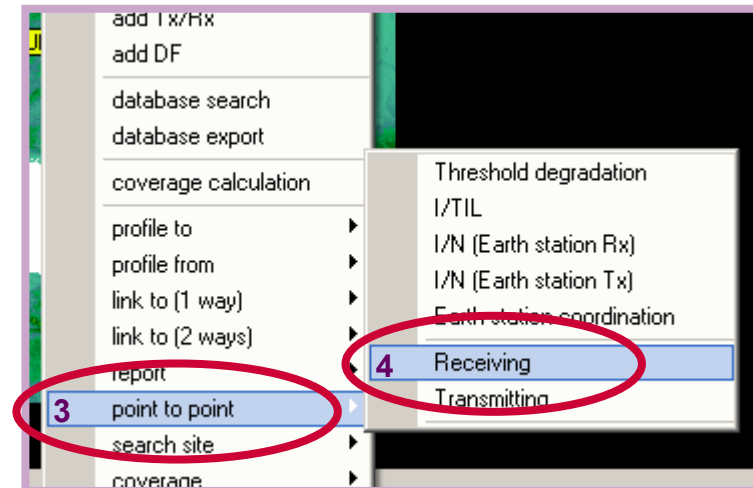 add Tx/Rx
add DF
database search
database export
coverage calculation
profile to
profile from
link to (1 way)
link to (2 ways)
report
3 point to point
search site
coverage
Threshold degradation
I/TIL
I/N (Earth station Rx)
I/N (Earth station Tx)
Earth station coordination
4 Receiving
Transmitting